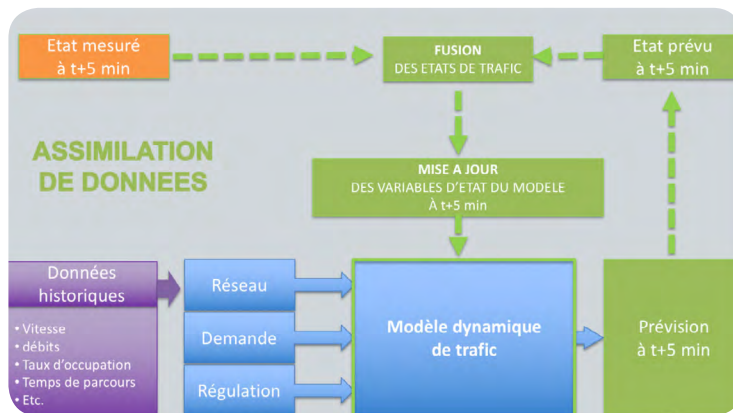 Etat mesuré
à t+5 min
FUSION
DES ETATS DE TRAFIC
Etat prévu
à t+5 min
ASSIMILATION
DE DONNEES
MISE A JOUR
DES VARIABLES D'ETAT DU MODELE
À t+5 min
Données
historiques
• Vitesse
• débits
• Taux d'occupation
• Temps de parcours
• Etc.
Réseau
Demande
Régulation
Modèle dynamique
de trafic
Prévision
à t+5 min